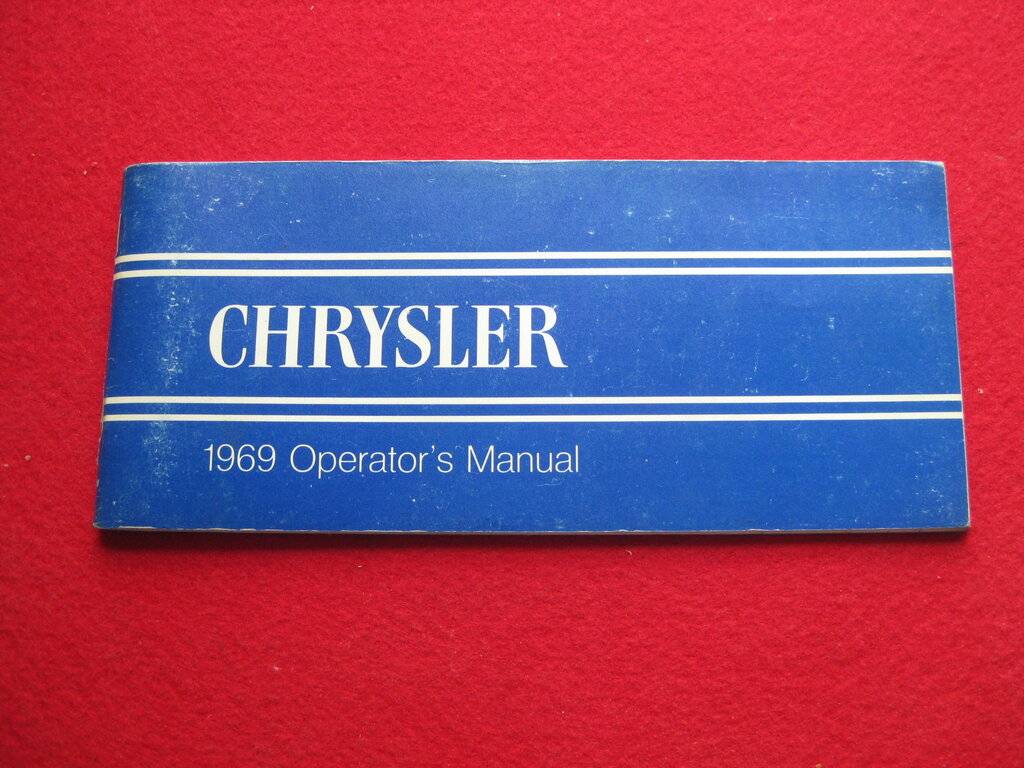 CHRYSLER
1969 Operator's Manual